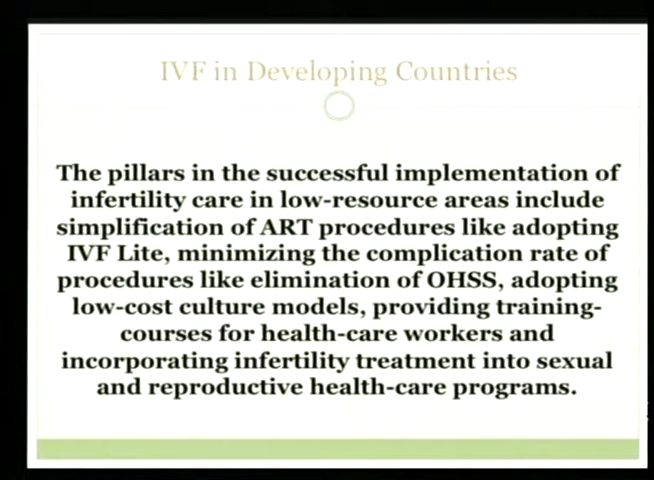 IVF in Developing Countries
The pillars in the successful implementation of
infertility care in low-resource areas include
simplification of ART procedures like adopting
IVF Lite, minimizing the complication rate of
procedures like elimination of OHSS, adopting
low-cost culture models, providing training-
courses for health-care workers and
incorporating infertility treatment into sexual
and reproductive health-care programs.